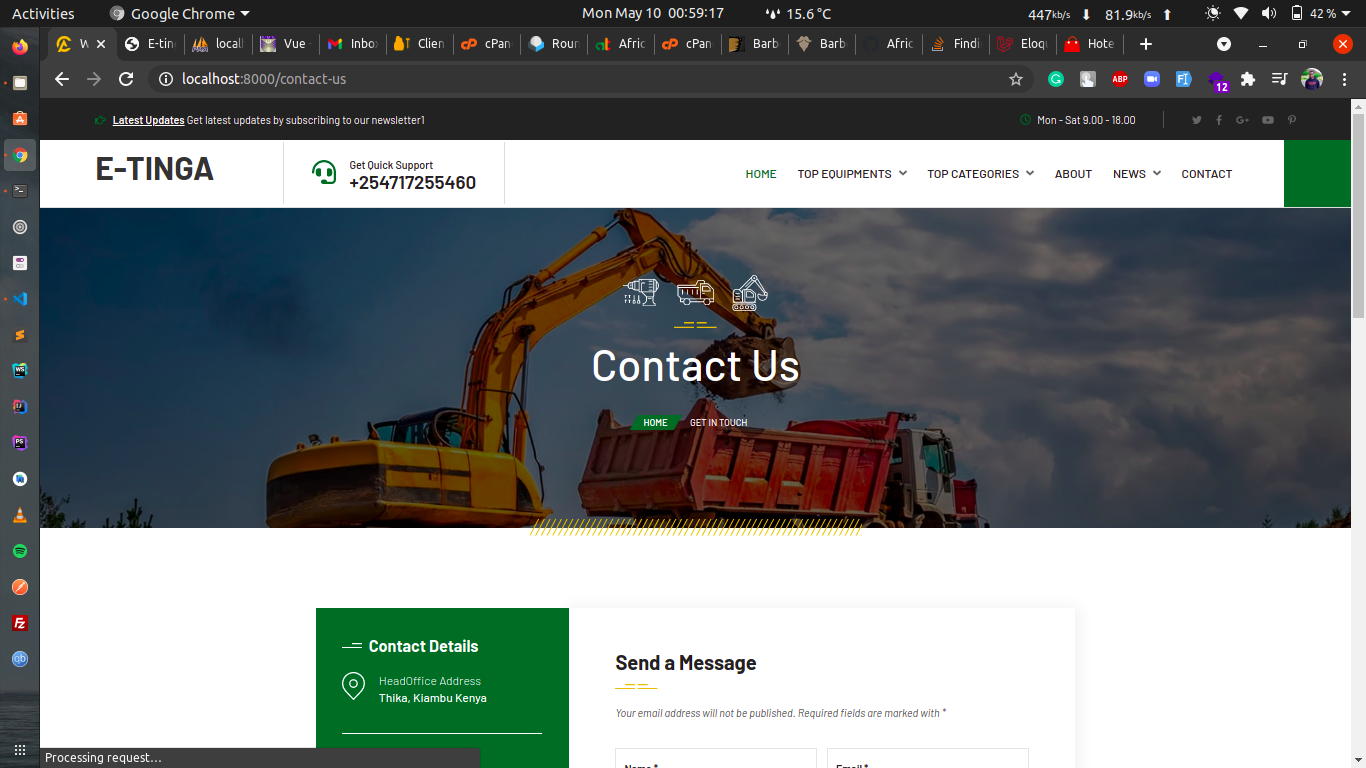 Activities Google Chrome Mon May 10 00:59:17 15.6 °C 447kb/s 81.9kb/s 42 %
W E-tin locall Vue Inbox Clien cPan Roun Afric cPan Barb Barb Afric Findi Eloq Hote
localhost:8000/contact-us ABP 12
Latest Updates Get latest updates by subscribing to our newsletter1 Mon - Sat 9.00 - 18.00
E-TINGA
Get Quick Support
+254717255460
HOME TOP EQUIPMENTS TOP CATEGORIES ABOUT NEWS CONTACT
Contact Us
HOME GET IN TOUCH
Contact Details
HeadOffice Address
Thika, Kiambu Kenya
Send a Message
Your email address will not be published. Required fields are marked with *
Name * Email *
Processing request...